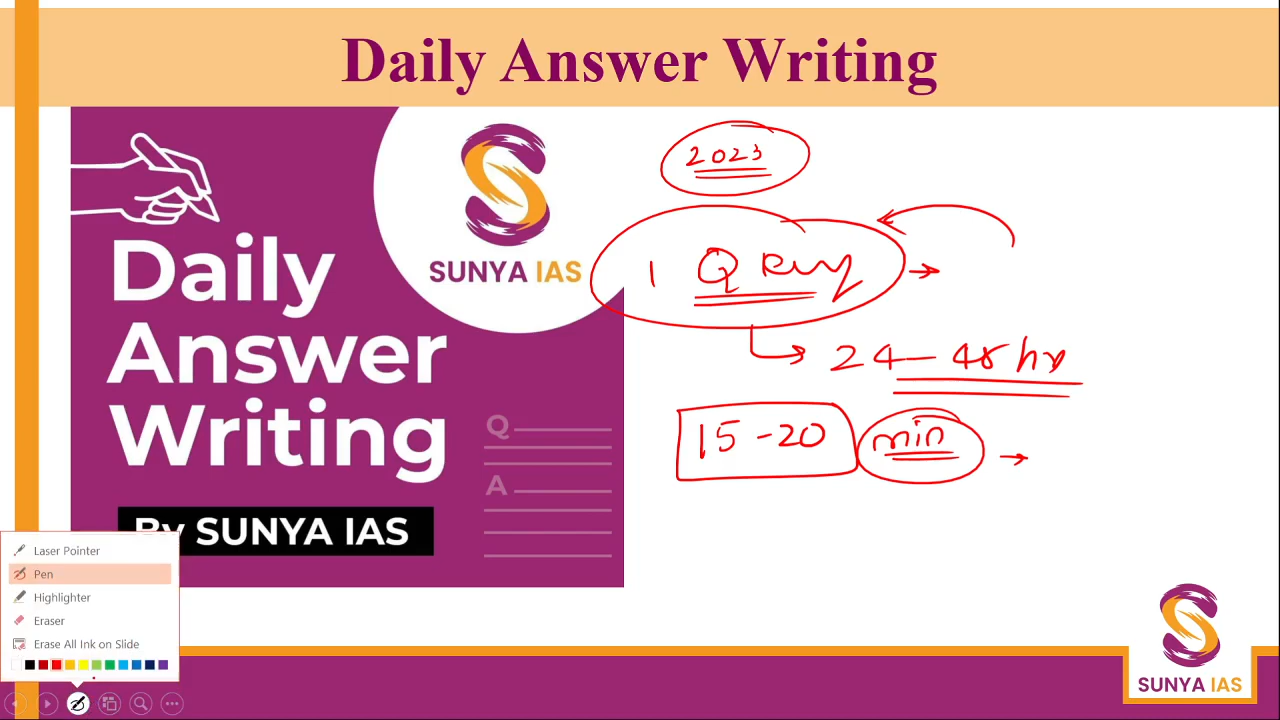 Daily Answer Writing
2023
SUNYA IAS
1 Q
24-48 hr
15-20 min
Daily
Answer
Writing
Q
A
By SUNYA IAS
Laser Pointer
Pen
Highlighter
Eraser
Erase All Ink on Slide
SUNYA IAS